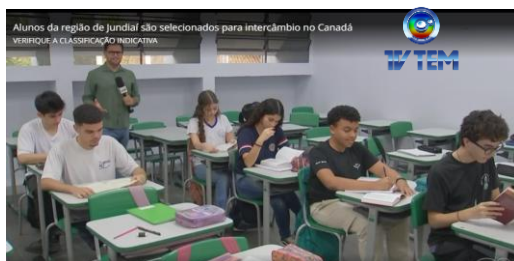 Alunos da região de Jundiaí são selecionados para intercâmbio no Canadá
VERIFIQUE A CLASSIFICAÇÃO INDICATIVA
TV TEM